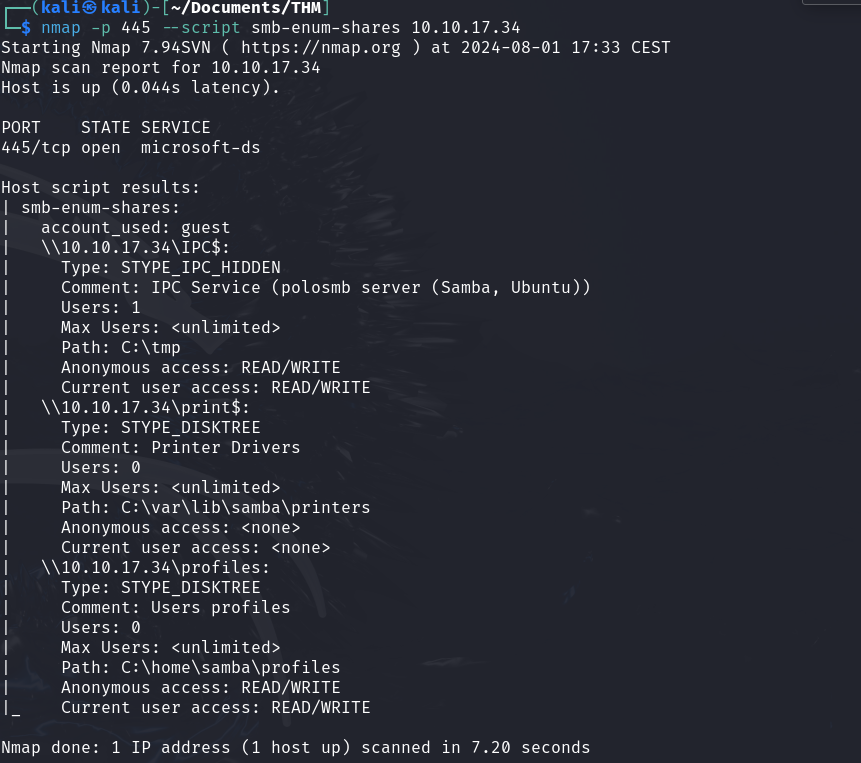 ┌──(kali㉿kali)-[~/Documents/THM]
└─$ nmap -p 445 --script smb-enum-shares 10.10.17.34
Starting Nmap 7.94SVN ( https://nmap.org ) at 2024-08-01 17:33 CEST
Nmap scan report for 10.10.17.34
Host is up (0.044s latency).

PORT    STATE SERVICE
445/tcp open  microsoft-ds

Host script results:
| smb-enum-shares:
|   account_used: guest
|   \\10.10.17.34\IPC$:
|     Type: STYPE_IPC_HIDDEN
|     Comment: IPC Service (polosmb server (Samba, Ubuntu))
|     Users: 1
|     Max Users: <unlimited>
|     Path: C:\tmp
|     Anonymous access: READ/WRITE
|     Current user access: READ/WRITE
|   \\10.10.17.34\print$:
|     Type: STYPE_DISKTREE
|     Comment: Printer Drivers
|     Users: 0
|     Max Users: <unlimited>
|     Path: C:\var\lib\samba\printers
|     Anonymous access: <none>
|     Current user access: <none>
|   \\10.10.17.34\profiles:
|     Type: STYPE_DISKTREE
|     Comment: Users profiles
|     Users: 0
|     Max Users: <unlimited>
|     Path: C:\home\samba\profiles
|     Anonymous access: READ/WRITE
|_    Current user access: READ/WRITE

Nmap done: 1 IP address (1 host up) scanned in 7.20 seconds